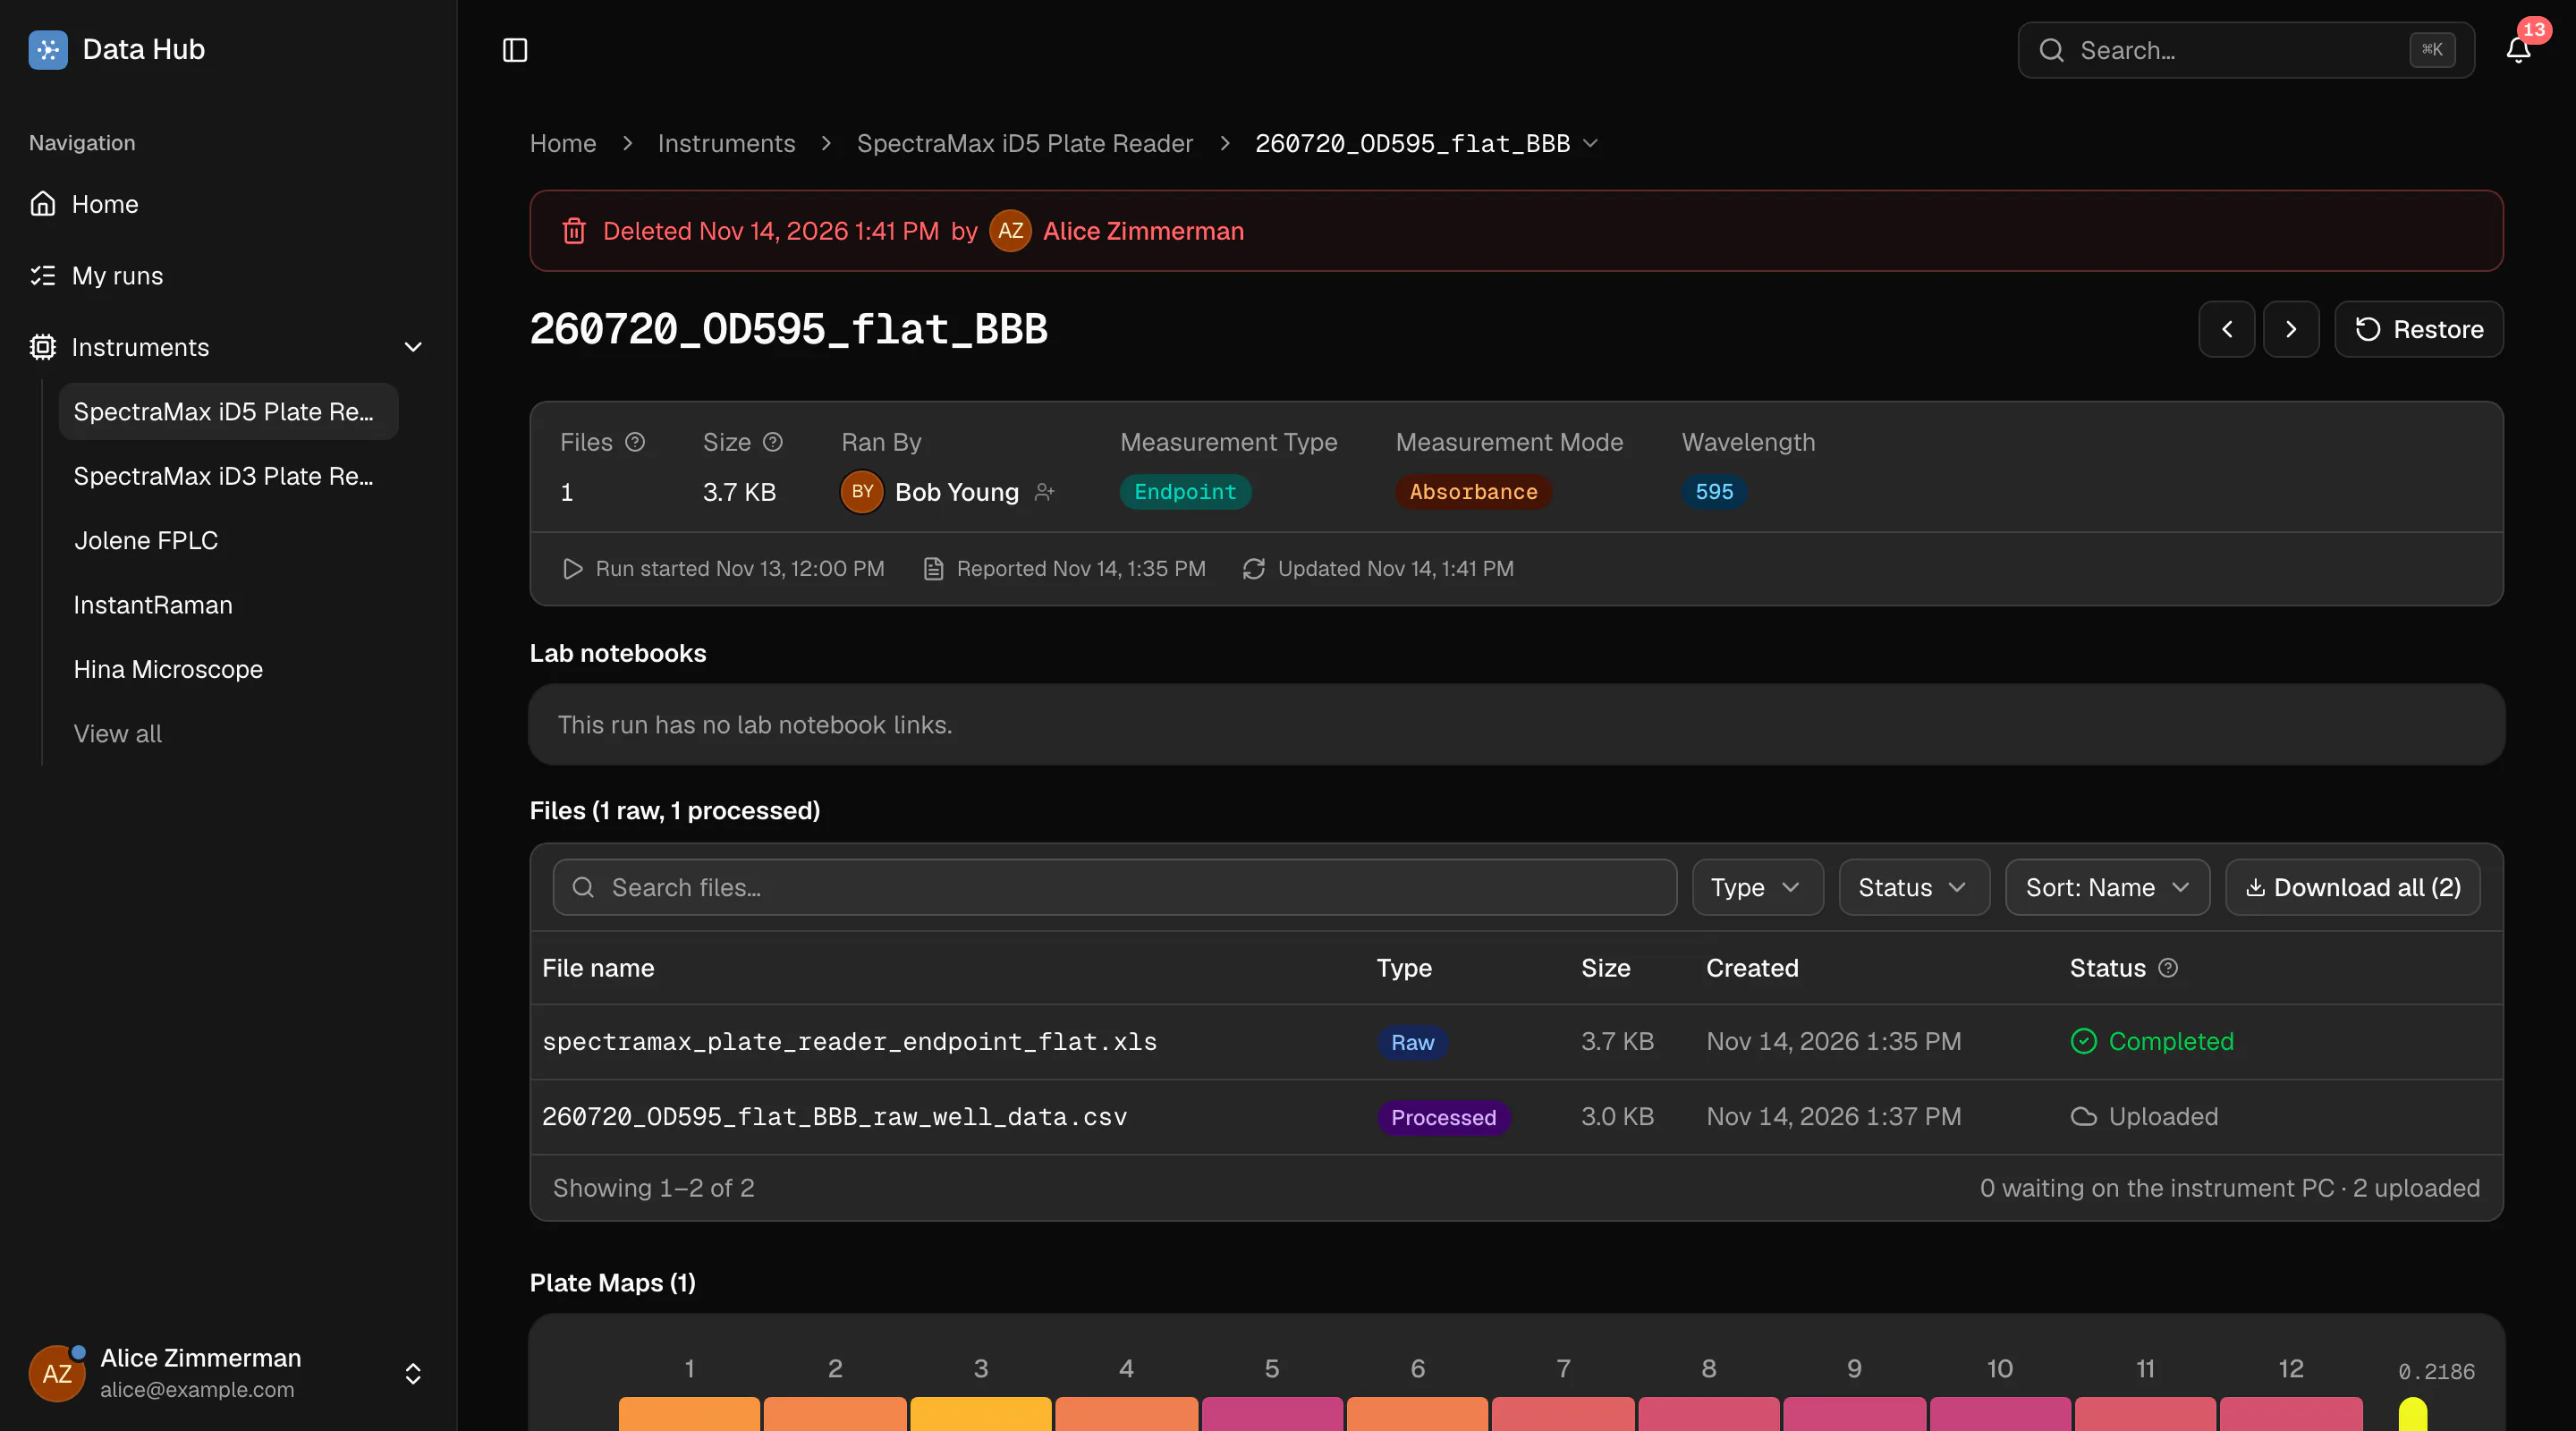 Data Hub
Search...
⌘K
13
Navigation
Home
My runs
Instruments
SpectraMax iD5 Plate Re...
SpectraMax iD3 Plate Re...
Jolene FPLC
InstantRaman
Hina Microscope
View all
AZ
Alice Zimmerman
alice@example.com
Home > Instruments > SpectraMax iD5 Plate Reader > 260720_OD595_flat_BBB
Deleted Nov 14, 2026 1:41 PM by AZ Alice Zimmerman
260720_OD595_flat_BBB
Restore
Files Size Ran By Measurement Type Measurement Mode Wavelength
1 3.7 KB BY Bob Young Endpoint Absorbance 595
Run started Nov 13, 12:00 PM Reported Nov 14, 1:35 PM Updated Nov 14, 1:41 PM
Lab notebooks
This run has no lab notebook links.
Files (1 raw, 1 processed)
Search files... Type Status Sort: Name Download all (2)
File name Type Size Created Status
spectramax_plate_reader_endpoint_flat.xls Raw 3.7 KB Nov 14, 2026 1:35 PM Completed
260720_OD595_flat_BBB_raw_well_data.csv Processed 3.0 KB Nov 14, 2026 1:37 PM Uploaded
Showing 1–2 of 2 0 waiting on the instrument PC · 2 uploaded
Plate Maps (1)
1 2 3 4 5 6 7 8 9 10 11 12 0.2186